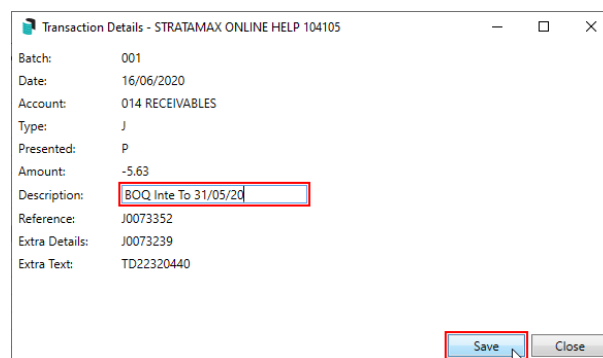 Transaction Details - STRATAMAX ONLINE HELP 104105
Batch: 001
Date: 16/06/2020
Account: 014 RECEIVABLES
Type: J
Presented: P
Amount: -5.63
Description: BOQ Inte To 31/05/20
Reference: J0073352
Extra Details: J0073239
Extra Text: TD22320440
Save Close